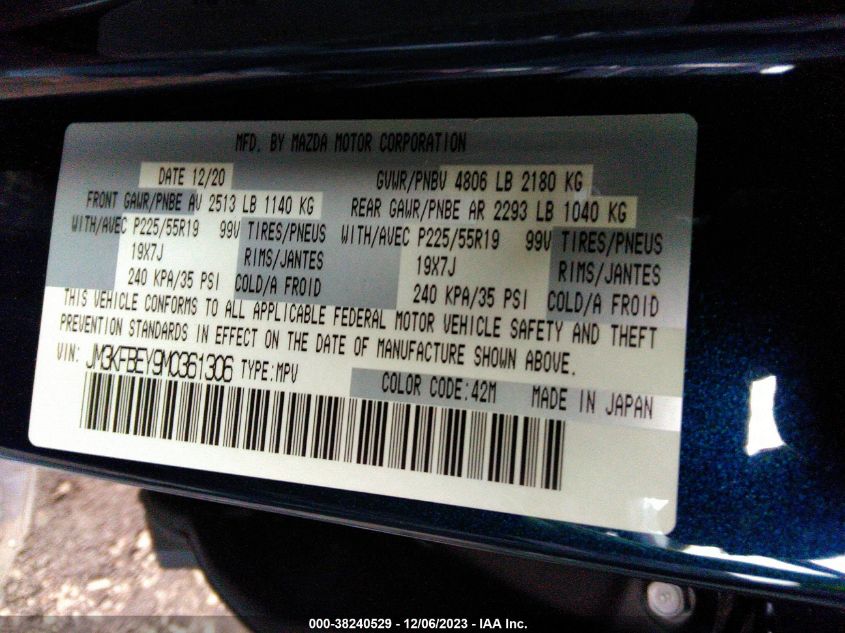 MFD. BY MAZDA MOTOR CORPORATION
DATE 12/20 GVWR/PNBV 4806 LB 2180 KG
FRONT GAWR/PNBE AV 2513 LB 1140 KG REAR GAWR/PNBE AR 2293 LB 1040 KG
WITH/AVEC P225/55R19 99V TIRES/PNEUS WITH/AVEC P225/55R19 99V TIRES/PNEUS
19X7J RIMS/JANTES 19X7J RIMS/JANTES
240 KPA/35 PSI COLD/A FROID 240 KPA/35 PSI COLD/A FROID
THIS VEHICLE CONFORMS TO ALL APPLICABLE FEDERAL MOTOR VEHICLE SAFETY AND THEFT
PREVENTION STANDARDS IN EFFECT ON THE DATE OF MANUFACTURE SHOWN ABOVE.
VIN: JM3KFBEY9M0361306 TYPE:MPV
COLOR CODE:42M MADE IN JAPAN
000-38240529 - 12/06/2023 - IAA Inc.